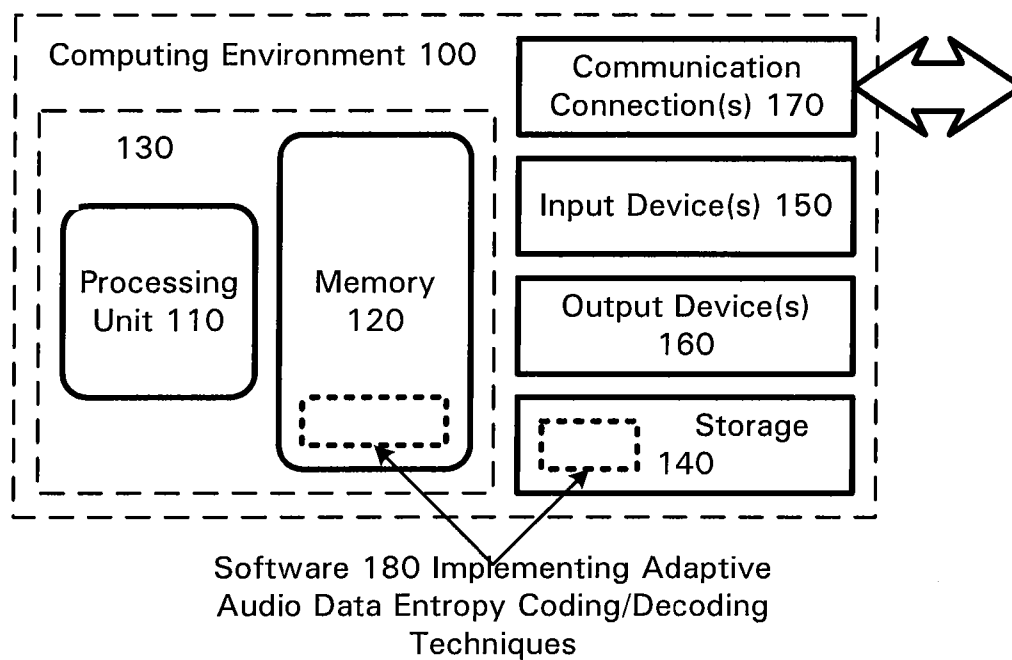 Computing Environment 100
Communication
Connection(s) 170
130
Input Device(s) 150
Processing
Unit 110
Memory
120
Output Device(s)
160
Storage
140
Software 180 Implementing Adaptive
Audio Data Entropy Coding/Decoding
Techniques